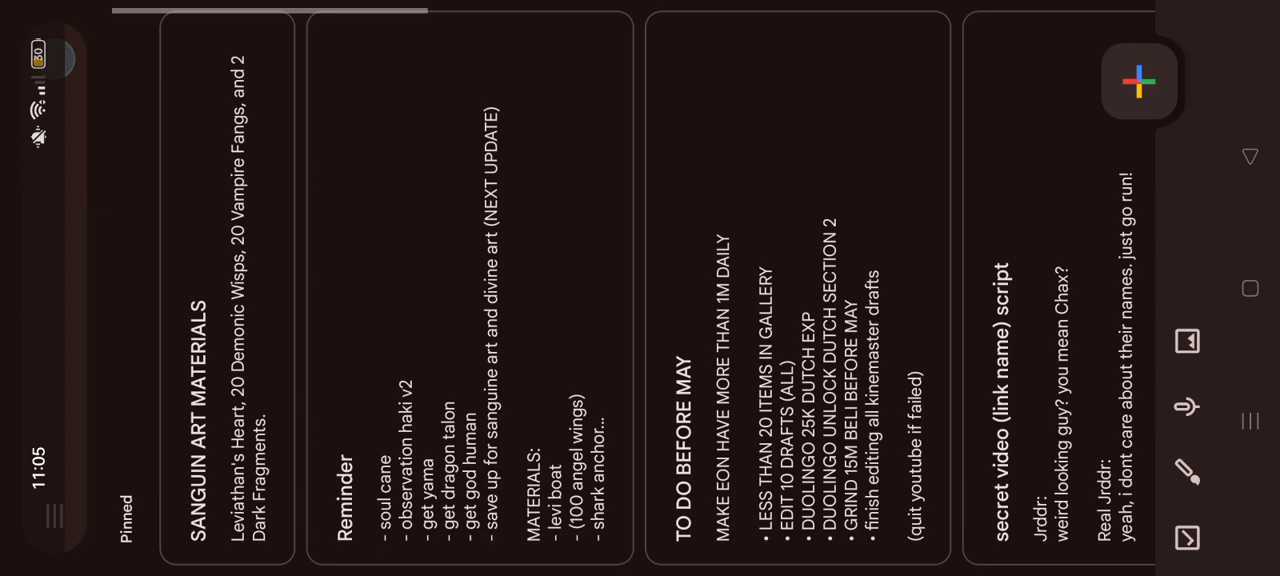 11:05
30
Pinned
SANGUIN ART MATERIALS
Leviathan's Heart, 20 Demonic Wisps, 20 Vampire Fangs, and 2
Dark Fragments.
Reminder
- soul cane
- observation haki v2
- get yama
- get dragon talon
- get god human
- save up for sanguine art and divine art (NEXT UPDATE)
MATERIALS:
- levi boat
(100 angel wings)
- shark anchor...
TO DO BEFORE MAY
MAKE EON HAVE MORE THAN 1M DAILY
• LESS THAN 20 ITEMS IN GALLERY
• EDIT 10 DRAFTS (ALL)
• DUOLINGO 25K DUTCH EXP
• DUOLINGO UNLOCK DUTCH SECTION 2
• GRIND 15M BELI BEFORE MAY
• finish editing all kinemaster drafts
(quit youtube if failed)
secret video (link name) script
Jrddr:
weird looking guy? you mean Chax?
Real Jrddr:
yeah, i dont care about their names. just go run!